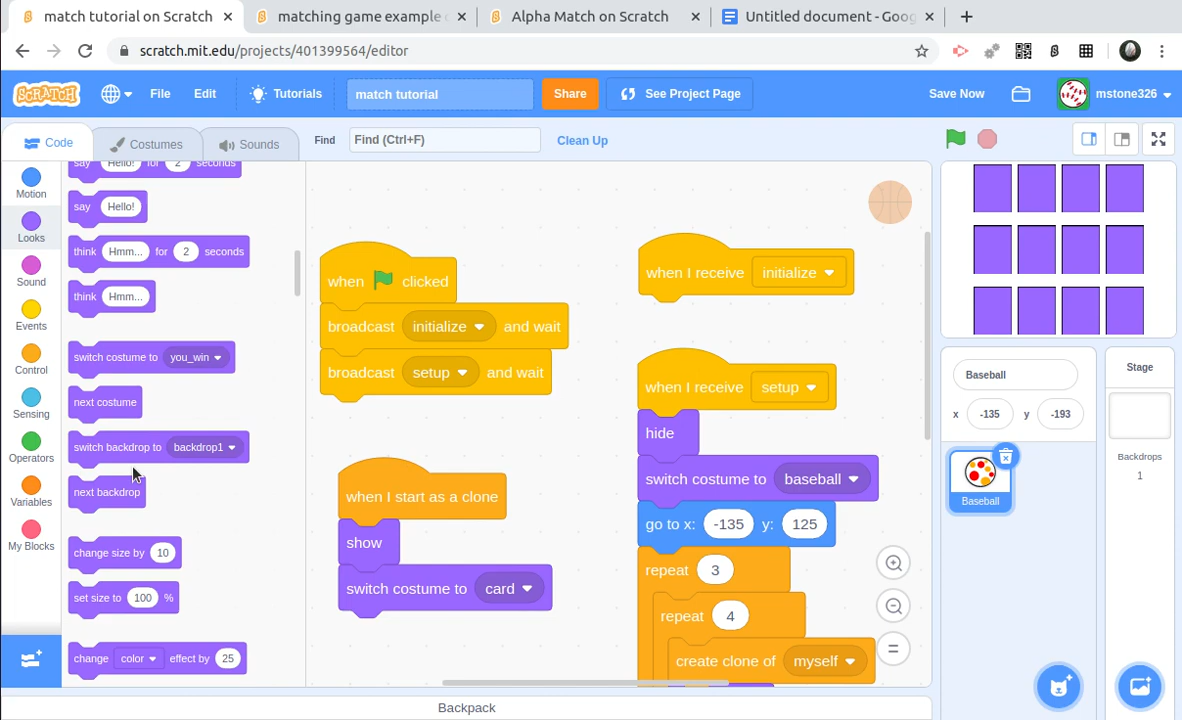 match tutorial on Scratch
matching game example
Alpha Match on Scratch
Untitled document - Goog
scratch.mit.edu/projects/401399564/editor
SCRATCH
File
Edit
Tutorials
match tutorial
Share
See Project Page
Save Now
mstone326
Code
Costumes
Sounds
Find
Find (Ctrl+F)
Clean Up
Motion
Looks
Sound
Events
Control
Sensing
Operators
Variables
My Blocks
say Hello! for 2 seconds
say Hello!
think Hmm... for 2 seconds
think Hmm...
switch costume to you_win
next costume
switch backdrop to backdrop1
next backdrop
change size by 10
set size to 100 %
change color effect by 25
when clicked
broadcast initialize and wait
broadcast setup and wait
when I start as a clone
show
switch costume to card
when I receive initialize
when I receive setup
hide
switch costume to baseball
go to x: -135 y: 125
repeat 3
repeat 4
create clone of myself
Baseball
x -135 y -193
Baseball
Stage
Backdrops
1
Backpack